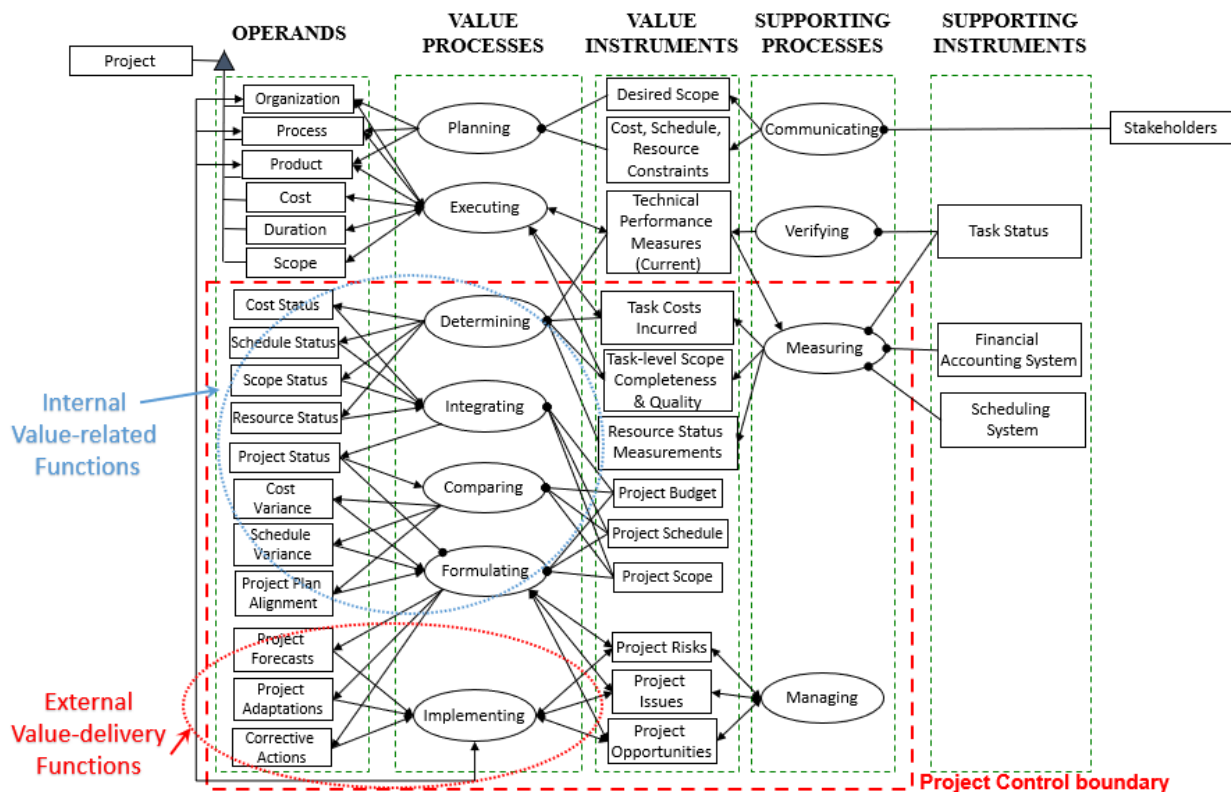 OPERANDS
VALUE
PROCESSES
VALUE
INSTRUMENTS
SUPPORTING
PROCESSES
SUPPORTING
INSTRUMENTS
Project
Organization
Process
Product
Cost
Duration
Scope
Cost Status
Schedule Status
Scope Status
Resource Status
Project Status
Cost
Variance
Schedule
Variance
Project Plan
Alignment
Project
Forecasts
Project
Adaptations
Corrective
Actions
Planning
Executing
Determining
Integrating
Comparing
Formulating
Implementing
Desired Scope
Cost, Schedule,
Resource
Constraints
Technical
Performance
Measures
(Current)
Task Costs
Incurred
Task-level Scope
Completeness
& Quality
Resource Status
Measurements
Project Budget
Project Schedule
Project Scope
Project Risks
Project
Issues
Project
Opportunities
Communicating
Verifying
Measuring
Managing
Stakeholders
Task Status
Financial
Accounting System
Scheduling
System
Internal
Value-related
Functions
External
Value-delivery
Functions
Project Control boundary